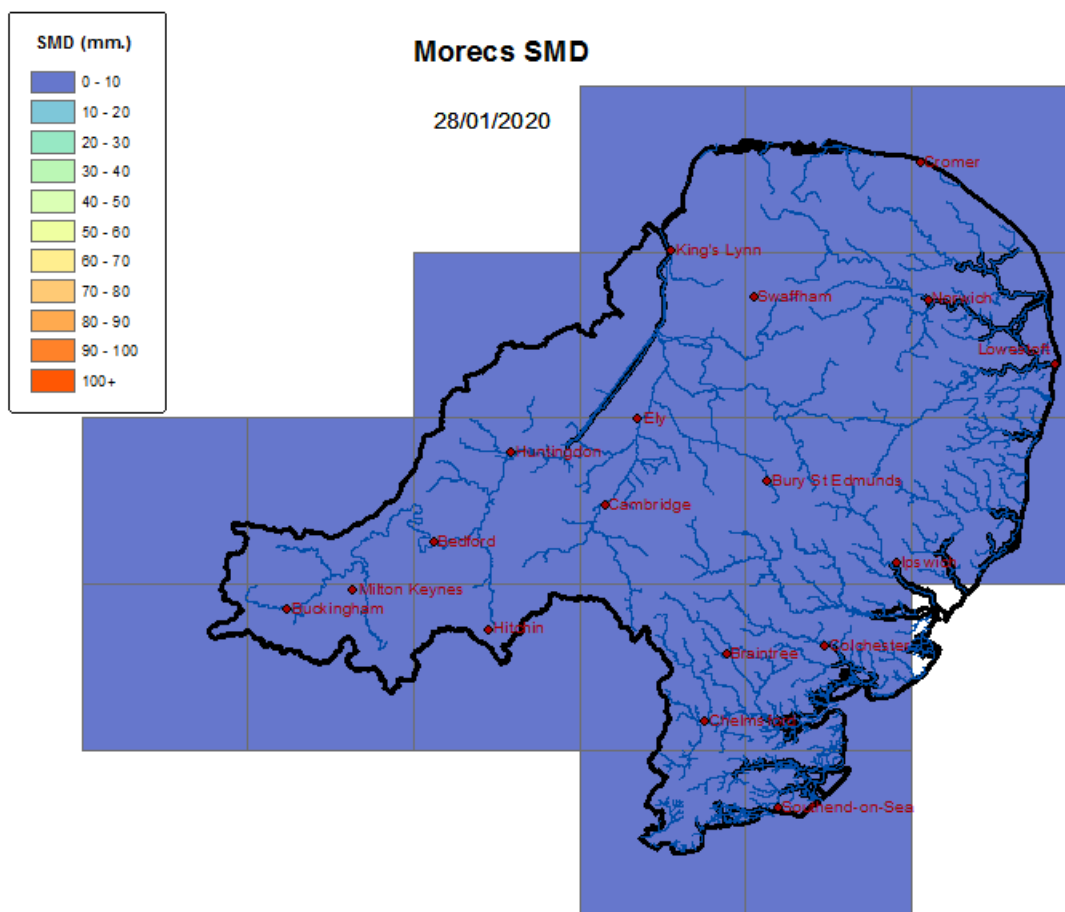 SMD (mm.)
0 - 10
10 - 20
20 - 30
30 - 40
40 - 50
50 - 60
60 - 70
70 - 80
80 - 90
90 - 100
100+
Morecs SMD
28/01/2020
Cromer
King's Lynn
Swaffham
Norwich
Lowestoft
Ely
Huntingdon
Bury St Edmunds
Cambridge
Bedford
Ipswich
Milton Keynes
Buckingham
Hitchin
Colchester
Braintree
Chelmsford
Southend-on-Sea